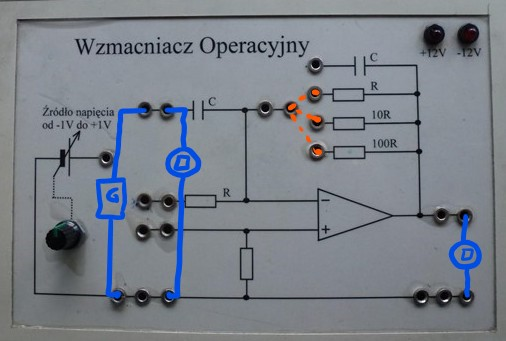 Wzmacniacz Operacyjny
+12V -12V
C
C
R
10R
100R
Źródło napięcia
od -1V do +1V
G
D
R
−
+
D